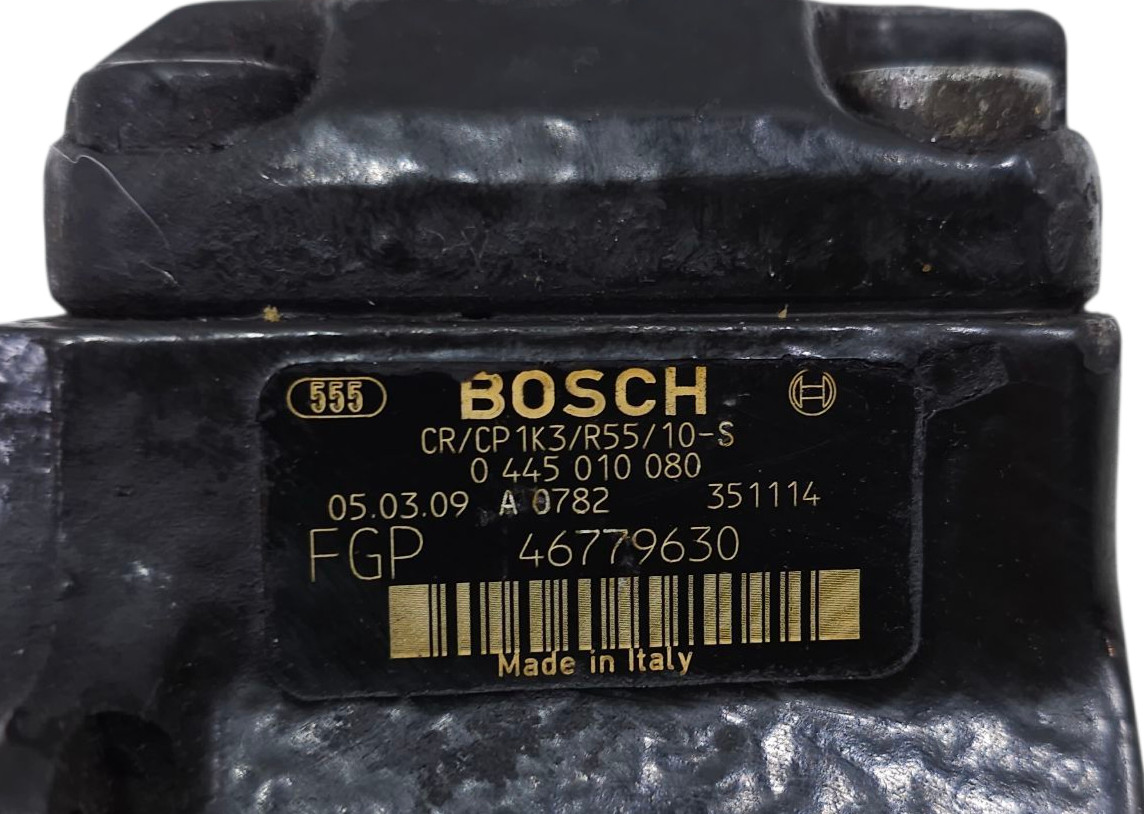 555 BOSCH
CR/CP1K3/R55/10-S
0 445 010 080
05.03.09 A 0782 351114
FGP 46779630
Made in Italy